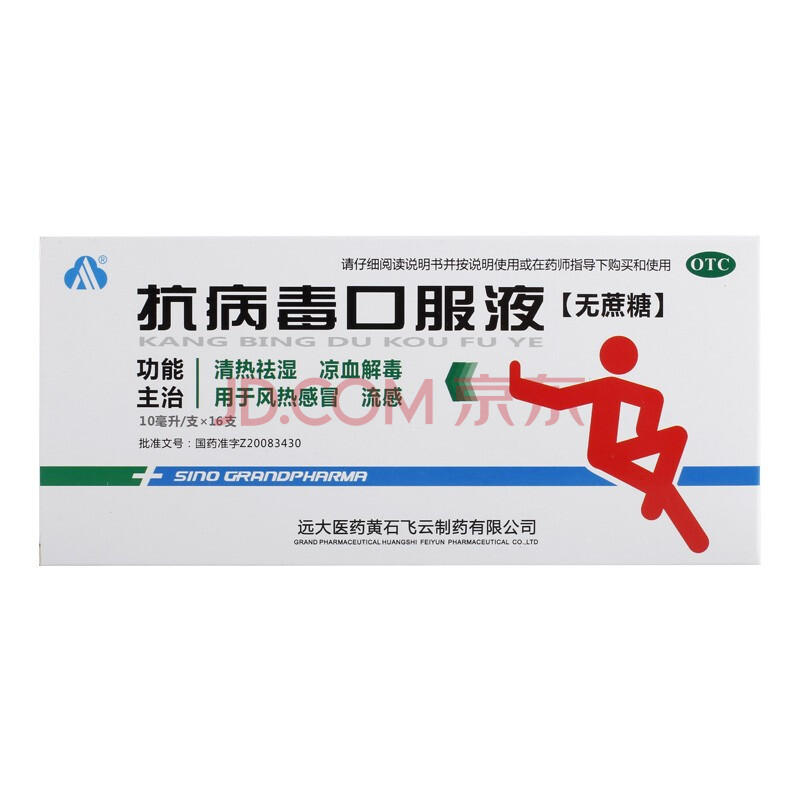 请仔细阅读说明书并按说明使用或在药师指导下购买和使用 OTC
®
抗病毒口服液【无蔗糖】
KANG BING DU KOU FU YE
功能 清热祛湿 凉血解毒
主治 用于风热感冒 流感
JD.COM 京东
10毫升/支×16支
批准文号：国药准字Z20083430
SINO GRANDPHARMA
远大医药黄石飞云制药有限公司
GRAND PHARMACEUTICAL HUANGSHI FEIYUN PHARMACEUTICAL CO.,LTD